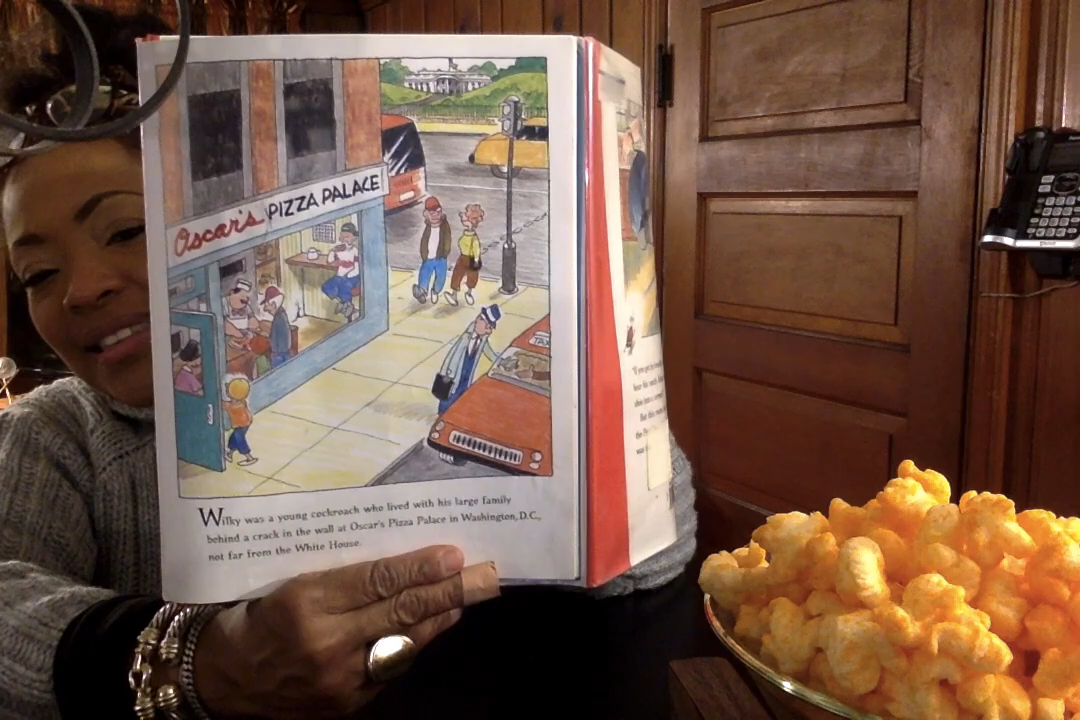 Oscar's PIZZA PALACE
TAXI
Wilky was a young cockroach who lived with his large family
behind a crack in the wall at Oscar's Pizza Palace in Washington, D.C.,
not far from the White House.